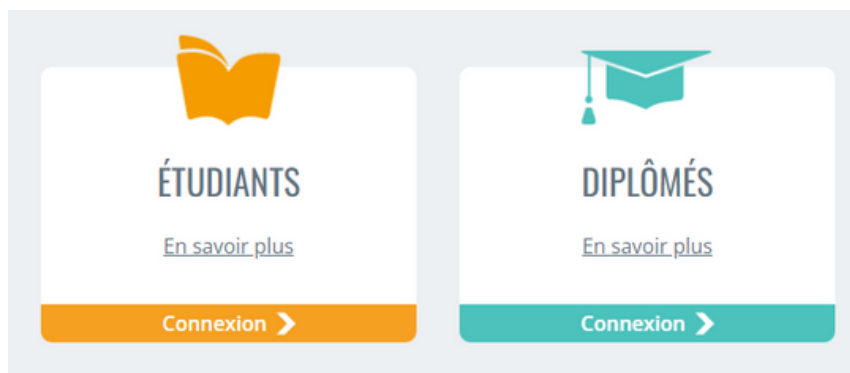 ÉTUDIANTS
En savoir plus
Connexion
DIPLÔMÉS
En savoir plus
Connexion